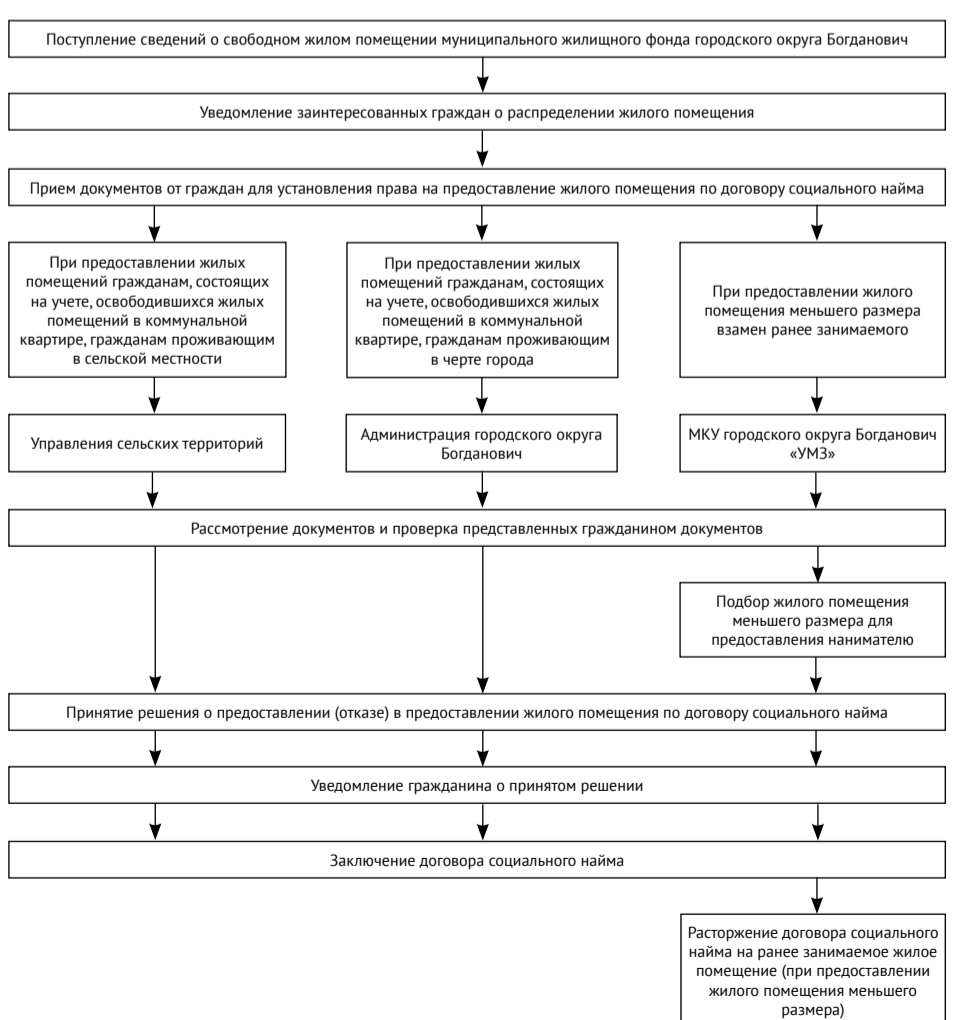 Поступление сведений о свободном жилом помещении муниципального жилищного фонда городского округа Богданович
Уведомление заинтересованных граждан о распределении жилого помещения
Прием документов от граждан для установления права на предоставление жилого помещения по договору социального найма
При предоставлении жилых
помещений гражданам, состоящих
на учете, освободившихся жилых
помещений в коммунальной
квартире, гражданам проживающим
в сельской местности
При предоставлении жилых
помещений гражданам, состоящих
на учете, освободившихся жилых
помещений в коммунальной
квартире, гражданам проживающим
в черте города
При предоставлении жилого
помещения меньшего размера
взамен ранее занимаемого
Управления сельских территорий
Администрация городского округа
Богданович
МКУ городского округа Богданович
«УМЗ»
Рассмотрение документов и проверка представленных гражданином документов
Подбор жилого помещения
меньшего размера для
предоставления нанимателю
Принятие решения о предоставлении (отказе) в предоставлении жилого помещения по договору социального найма
Уведомление гражданина о принятом решении
Заключение договора социального найма
Расторжение договора социального
найма на ранее занимаемое жилое
помещение (при предоставлении
жилого помещения меньшего
размера)